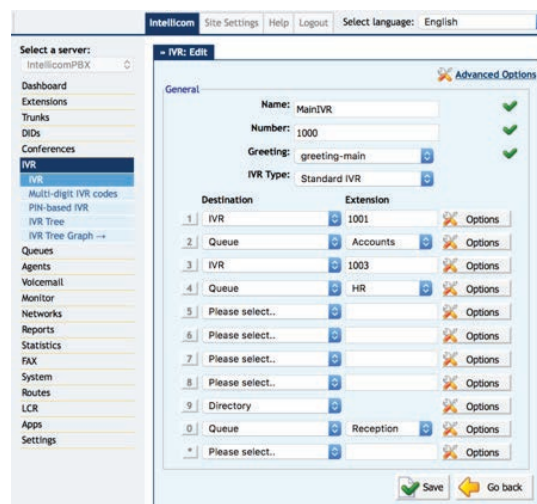 Intellicom Site Settings Help Logout Select language: English
Select a server:
IntellicomPBX
Dashboard
Extensions
Trunks
DIDs
Conferences
IVR
IVR
Multi-digit IVR codes
PIN-based IVR
IVR Tree
IVR Tree Graph →
Queues
Agents
Voicemail
Monitor
Networks
Reports
Statistics
FAX
System
Routes
LCR
Apps
Settings
» IVR: Edit
Advanced Options
General
Name: MainIVR
Number: 1000
Greeting: greeting-main
IVR Type: Standard IVR
Destination Extension
1 IVR 1001 Options
2 Queue Accounts Options
3 IVR 1003 Options
4 Queue HR Options
5 Please select.. Options
6 Please select.. Options
7 Please select.. Options
8 Please select.. Options
9 Directory Options
0 Queue Reception Options
* Please select.. Options
Save Go back